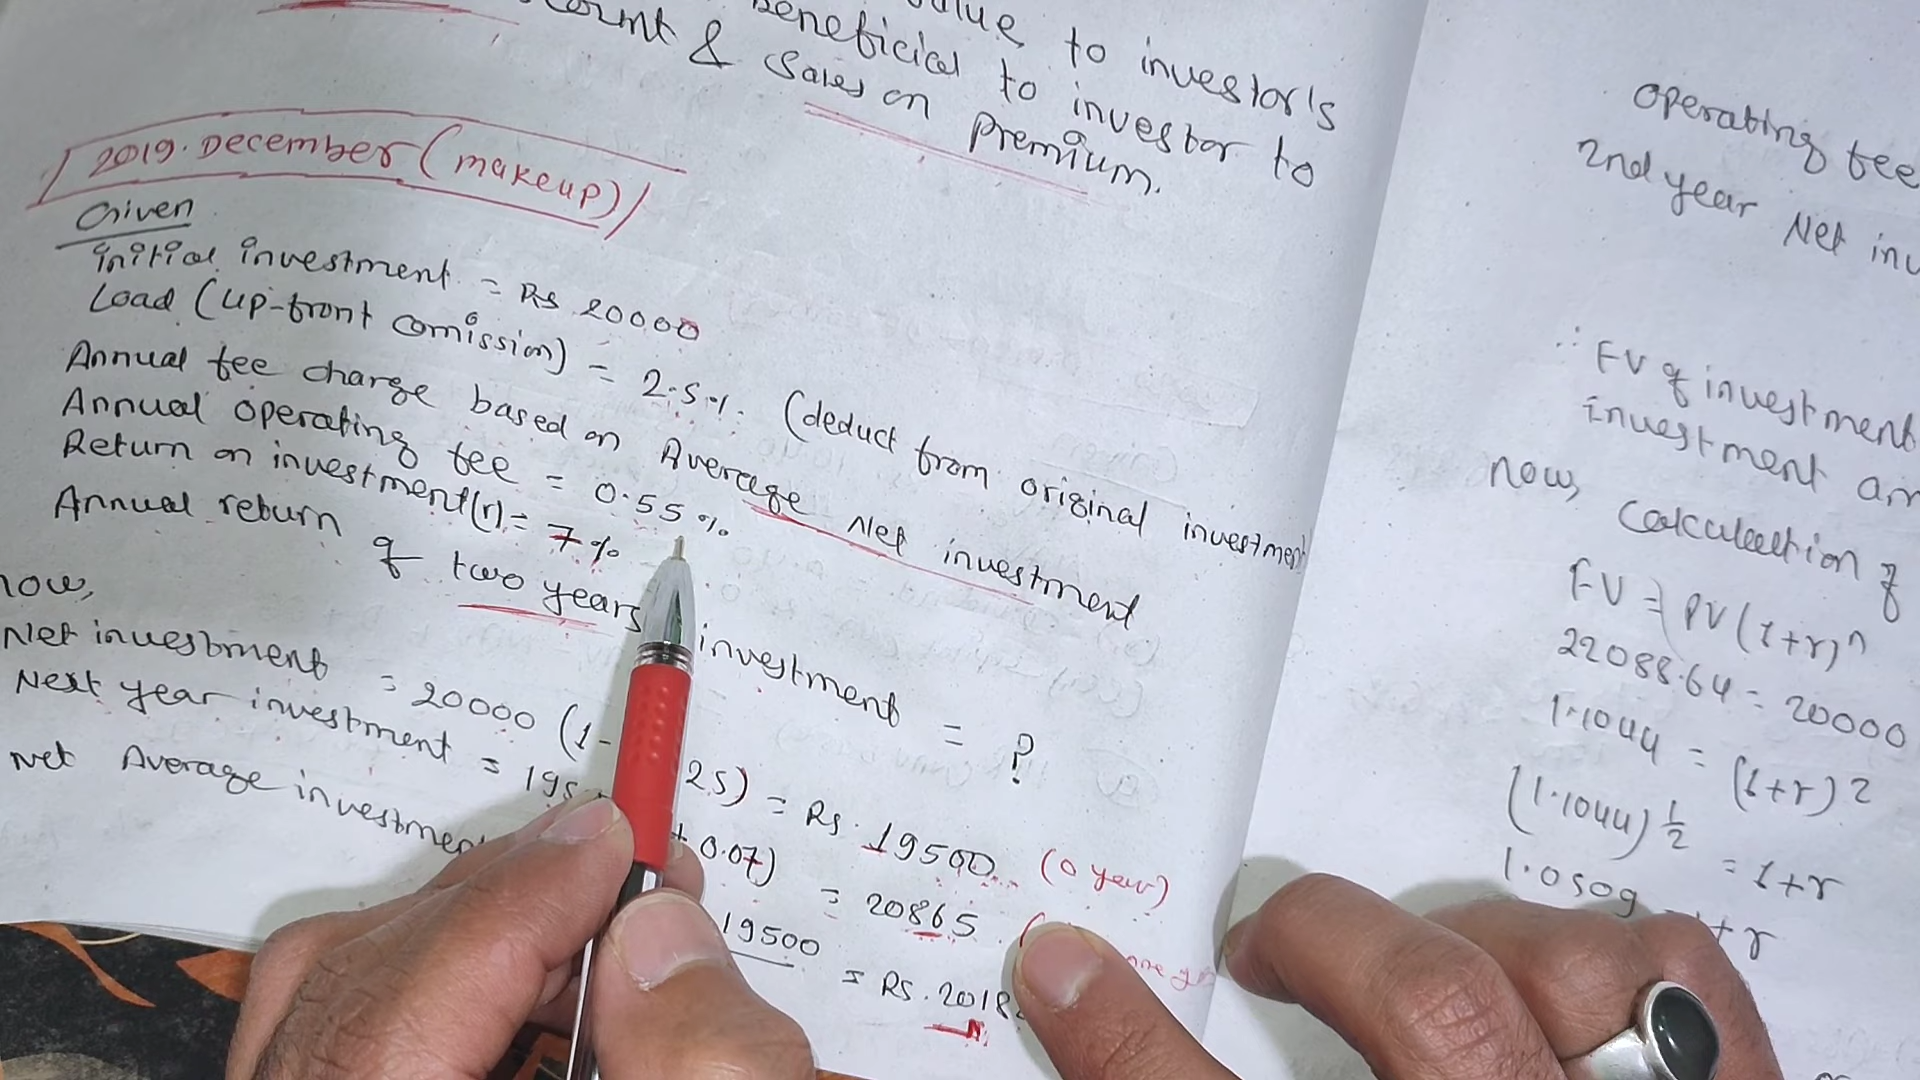 value to investor's
beneficial to investor to
& Sales on Premium.
2019. December (makeup)
Given
initial investment = Rs 20000
Load (up-front comission) = 2.5%. (deduct from original investment
Annual fee charge based on Average Net investment
Annual operating fee = 0.55%
Return on investment(r) = 7%
Annual return of two years investment = ?
now,
Net investment = 20000 (1- 25) = Rs. 19500 (0 year)
Next year investment = 195 + 0.07) = 20865
Net Average investment 19500 = Rs. 2018
operating fee
2nd year Net inv
∴ FV of investment
investment am
now, calculation of
FV = PV(1+r)^n
22088.64 = 20000
1.1044 = (1+r)2
(1.1044)½ = 1+r
1.0509 = 1+r